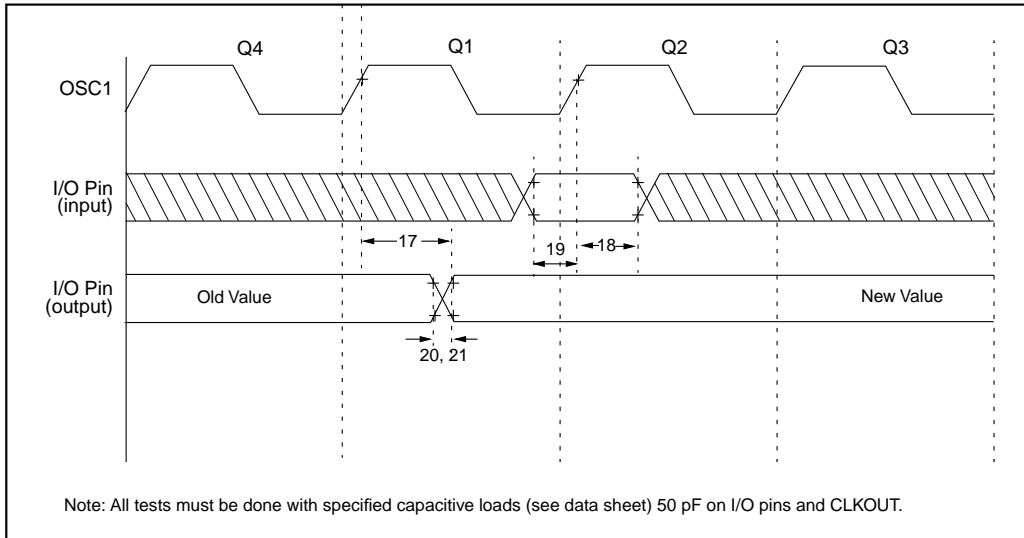 Q4 Q1 Q2 Q3
OSC1
I/O Pin
(input)
17
19
18
I/O Pin
(output)
Old Value
New Value
20, 21
Note: All tests must be done with specified capacitive loads (see data sheet) 50 pF on I/O pins and CLKOUT.